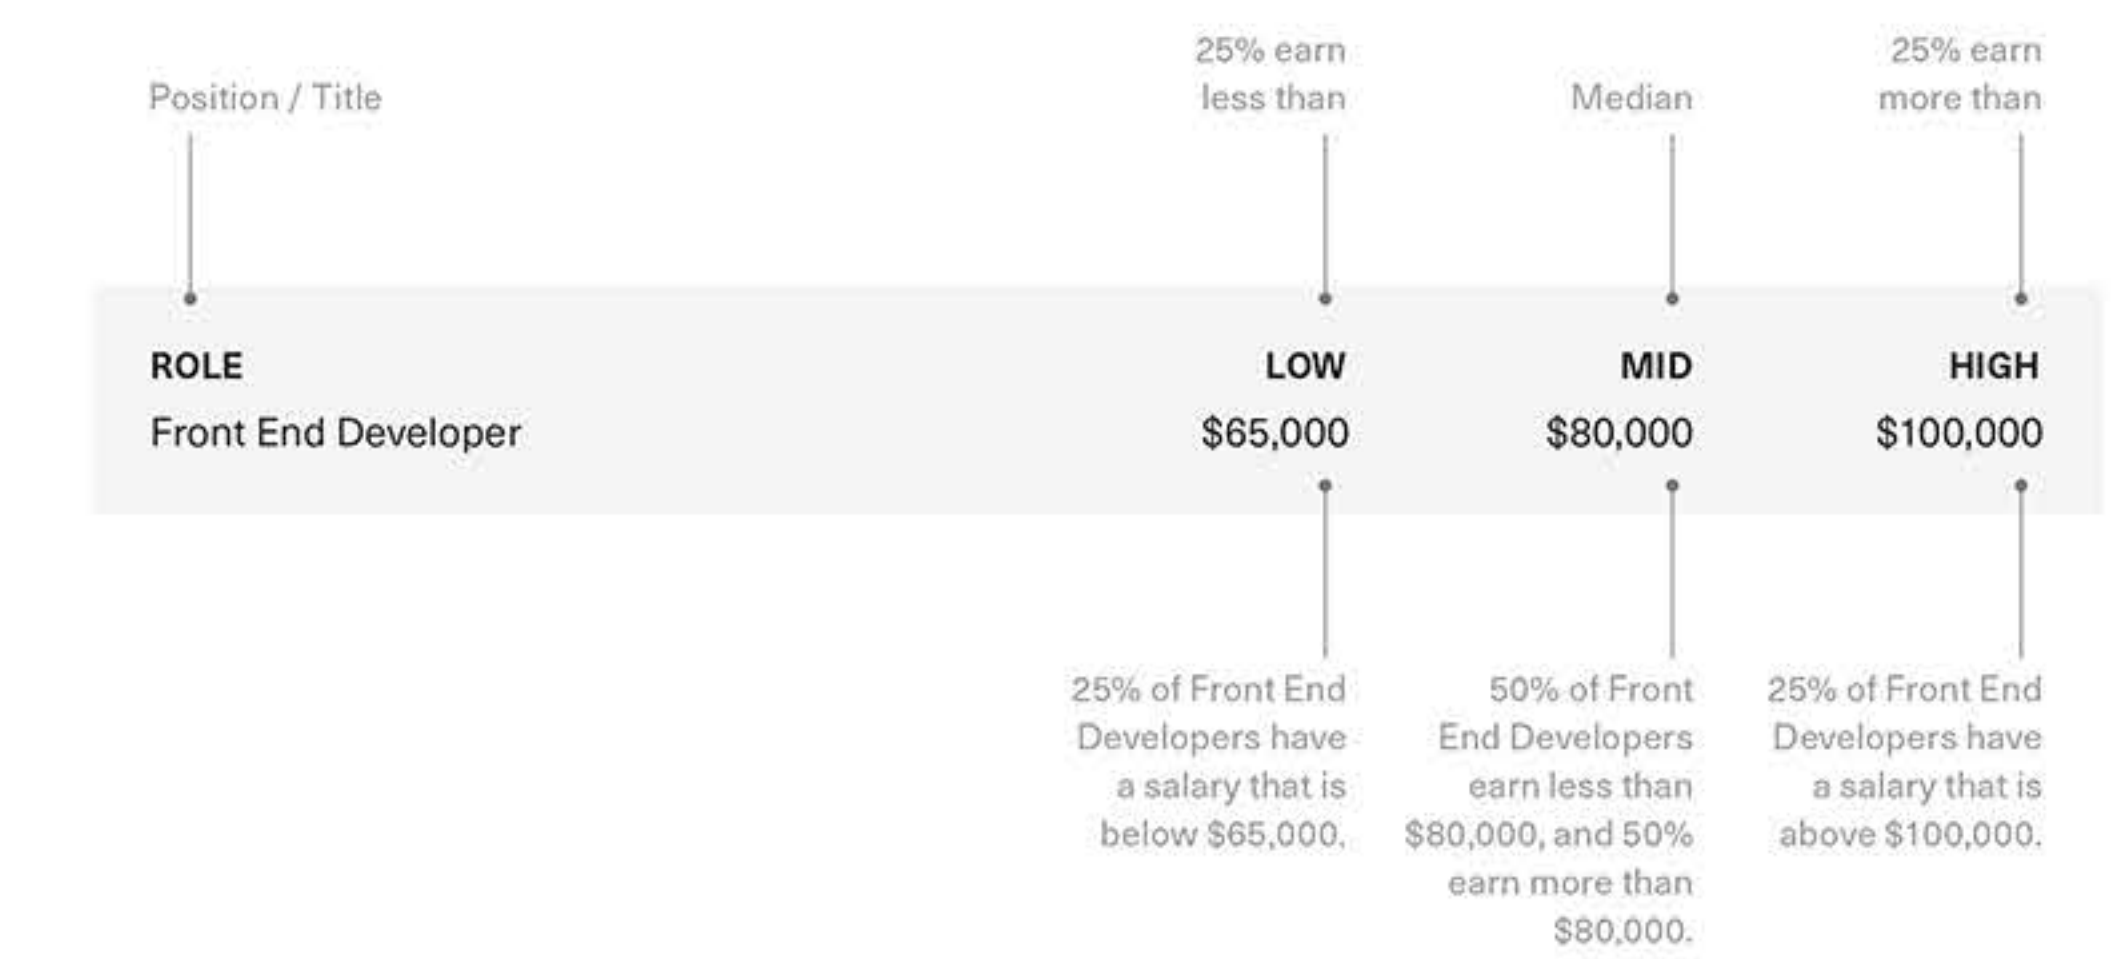 Position / Title
25% earn
less than
Median
25% earn
more than
ROLE
LOW
MID
HIGH
Front End Developer
$65,000
$80,000
$100,000
25% of Front End
Developers have
a salary that is
below $65,000.
50% of Front
End Developers
earn less than
$80,000, and 50%
earn more than
$80,000.
25% of Front End
Developers have
a salary that is
above $100,000.